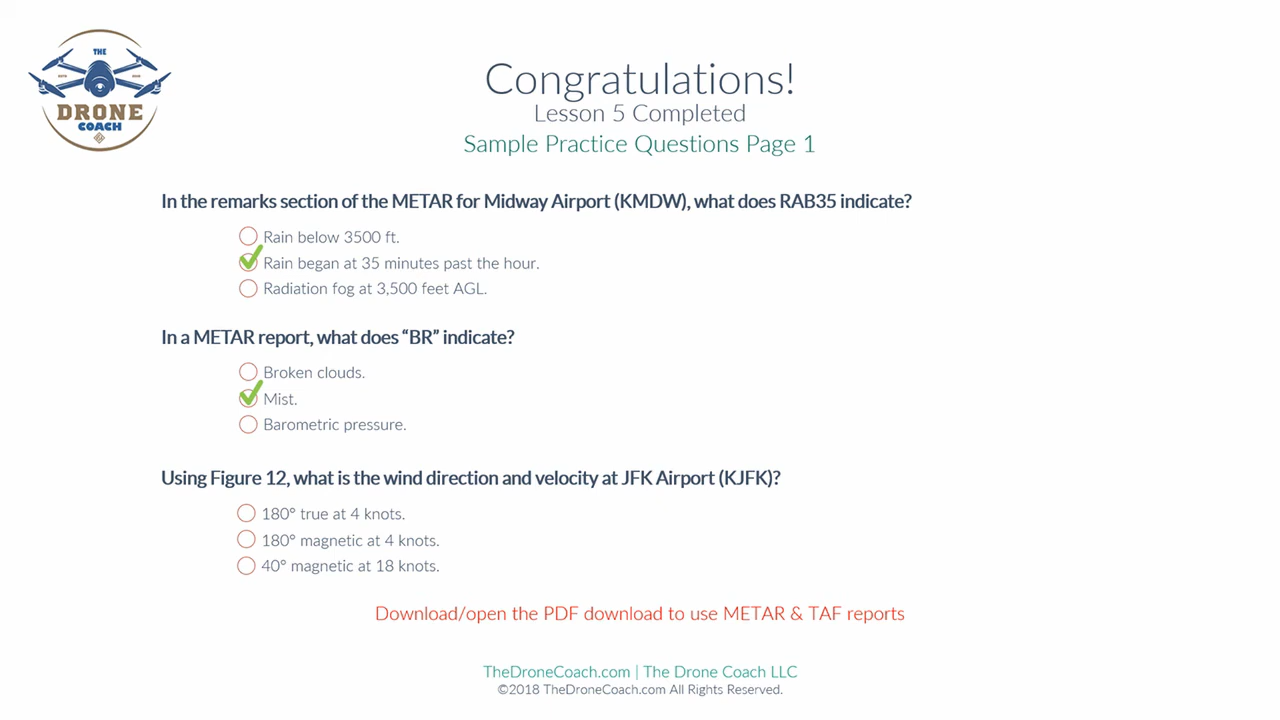 THE
DRONE
COACH
Congratulations!
Lesson 5 Completed
Sample Practice Questions Page 1
In the remarks section of the METAR for Midway Airport (KMDW), what does RAB35 indicate?
Rain below 3500 ft.
Rain began at 35 minutes past the hour.
Radiation fog at 3,500 feet AGL.
In a METAR report, what does “BR” indicate?
Broken clouds.
Mist.
Barometric pressure.
Using Figure 12, what is the wind direction and velocity at JFK Airport (KJFK)?
180° true at 4 knots.
180° magnetic at 4 knots.
40° magnetic at 18 knots.
Download/open the PDF download to use METAR & TAF reports
TheDroneCoach.com | The Drone Coach LLC
©2018 TheDroneCoach.com All Rights Reserved.